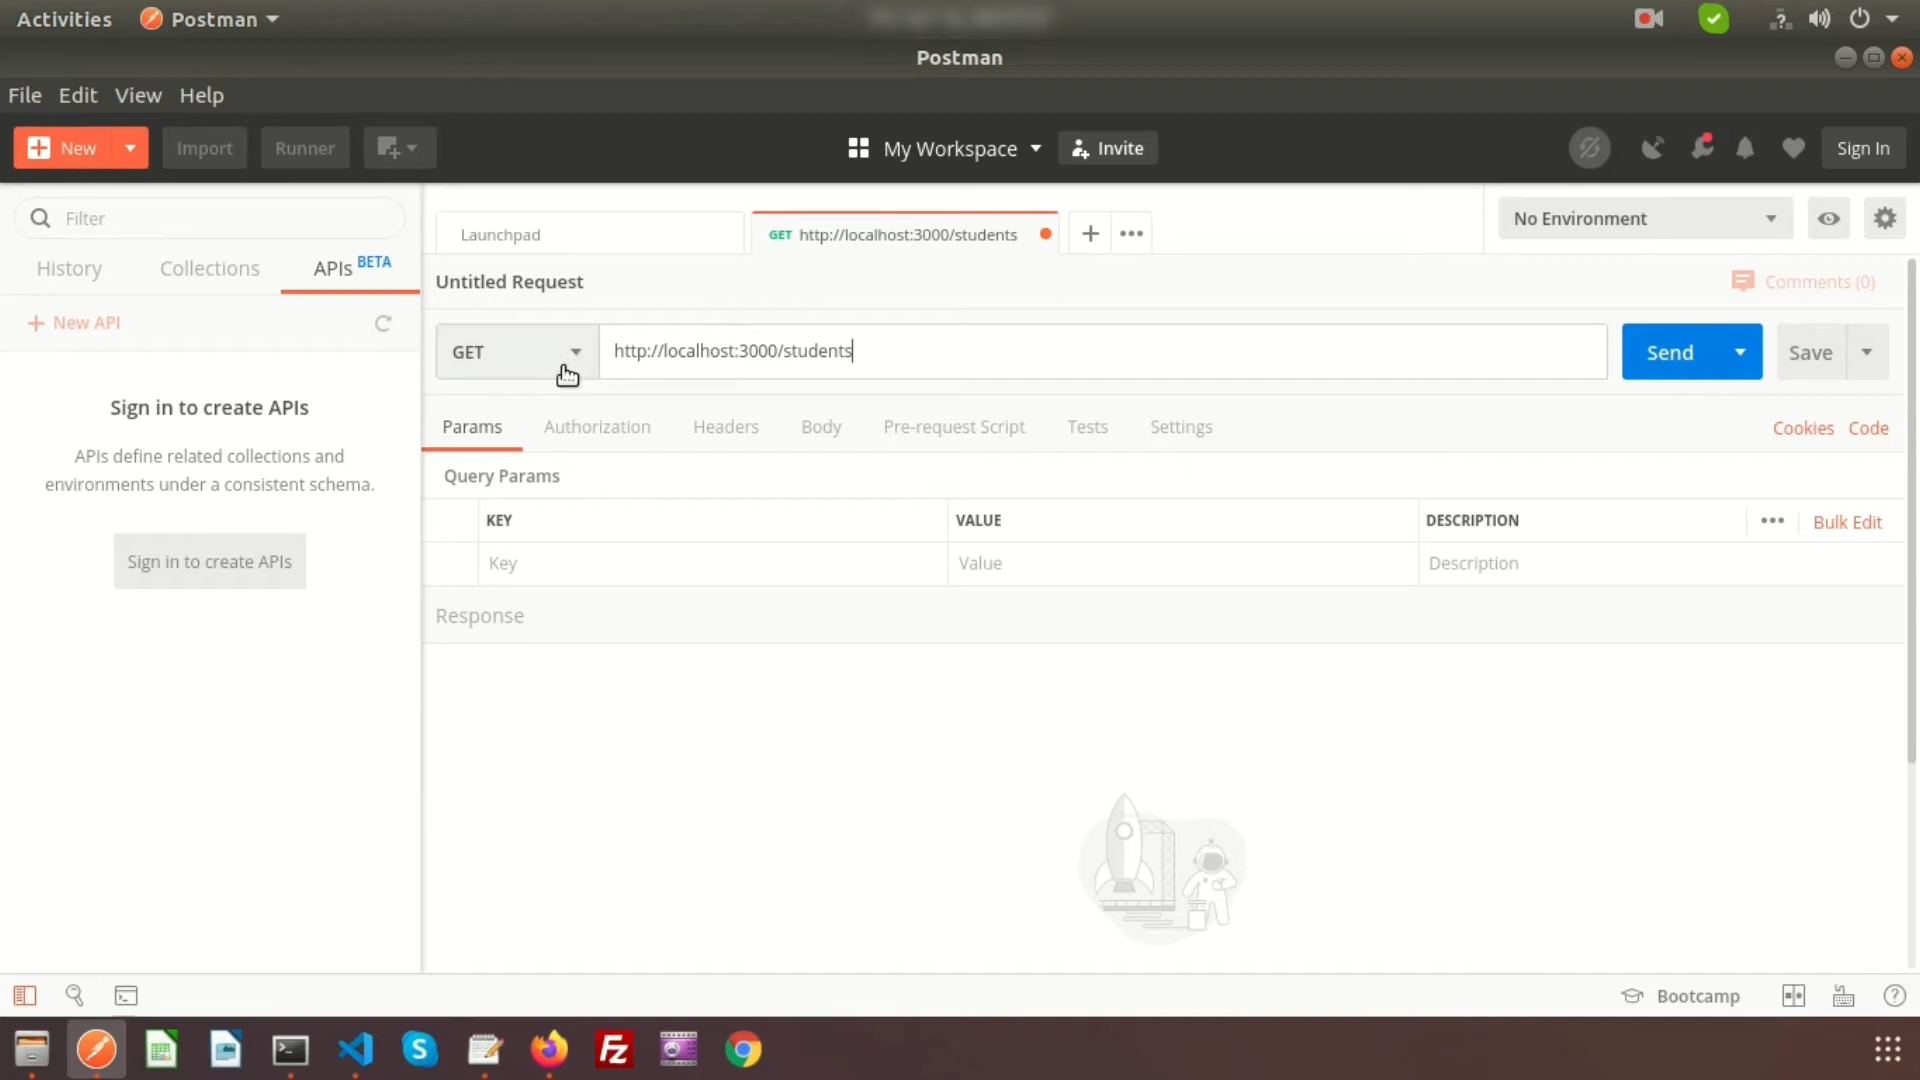 Activities
Postman
Postman
File Edit View Help
New
Import
Runner
My Workspace
Invite
Sign In
Filter
Launchpad
GET http://localhost:3000/students
No Environment
History
Collections
APIs BETA
Untitled Request
Comments (0)
New API
GET
http://localhost:3000/students
Send
Save
Sign in to create APIs
APIs define related collections and
environments under a consistent schema.
Sign in to create APIs
Params
Authorization
Headers
Body
Pre-request Script
Tests
Settings
Cookies
Code
Query Params
KEY
VALUE
DESCRIPTION
Bulk Edit
Key
Value
Description
Response
Bootcamp